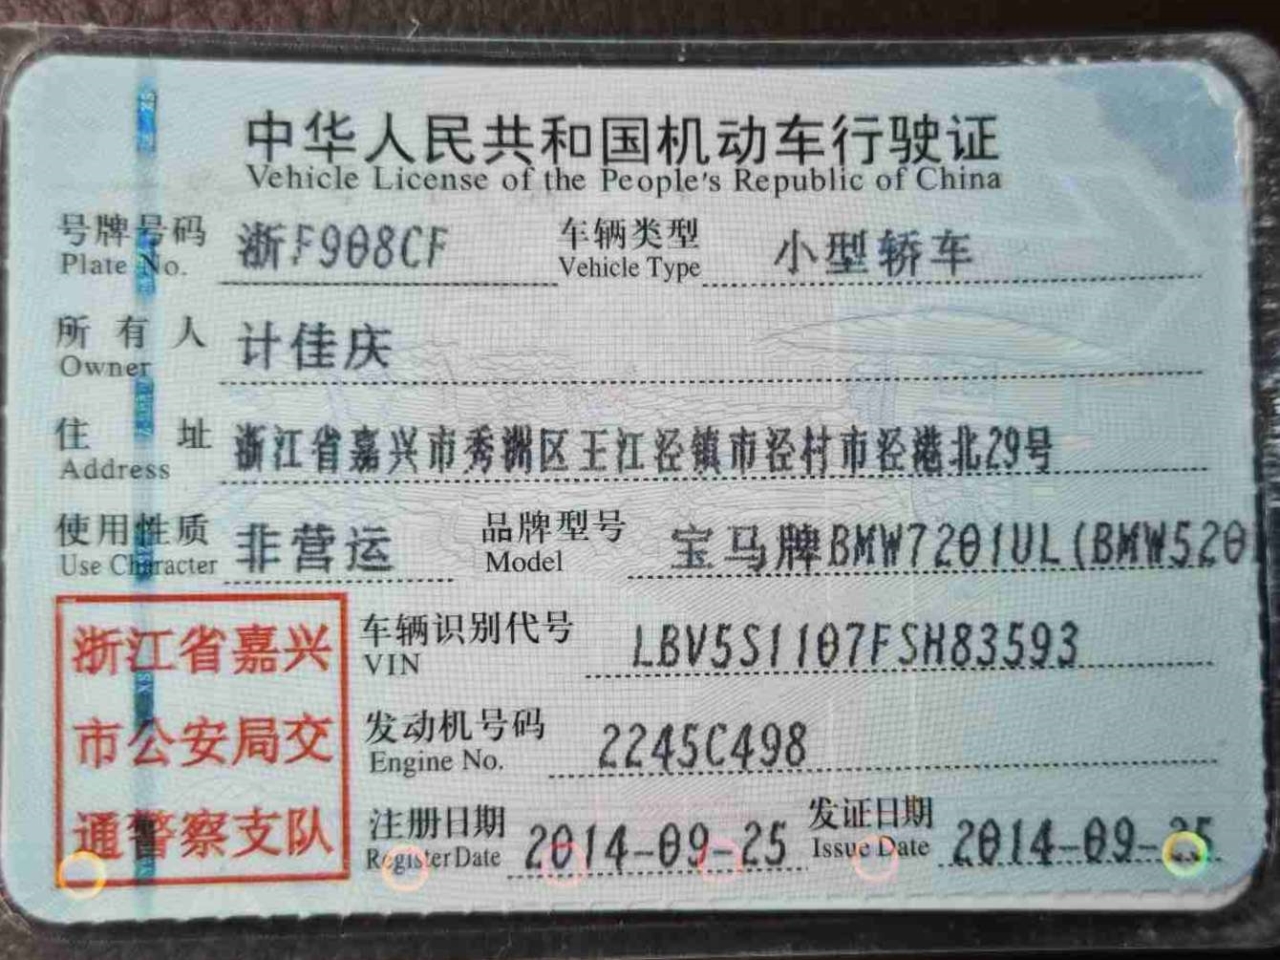 中华人民共和国机动车行驶证
Vehicle License of the People's Republic of China
号牌号码 浙F908CF 车辆类型 小型轿车
Plate No. Vehicle Type
所有人 计佳庆
Owner
住址 浙江省嘉兴市秀洲区王江泾镇市泾村市泾港北29号
Address
使用性质 非营运 品牌型号 宝马牌BMW7201UL(BMW520
Use Character Model
浙江省嘉兴
市公安局交
通警察支队
车辆识别代号 LBV5S1107FSH83593
VIN
发动机号码 2245C498
Engine No.
注册日期 2014-09-25 发证日期 2014-09-25
Register Date Issue Date